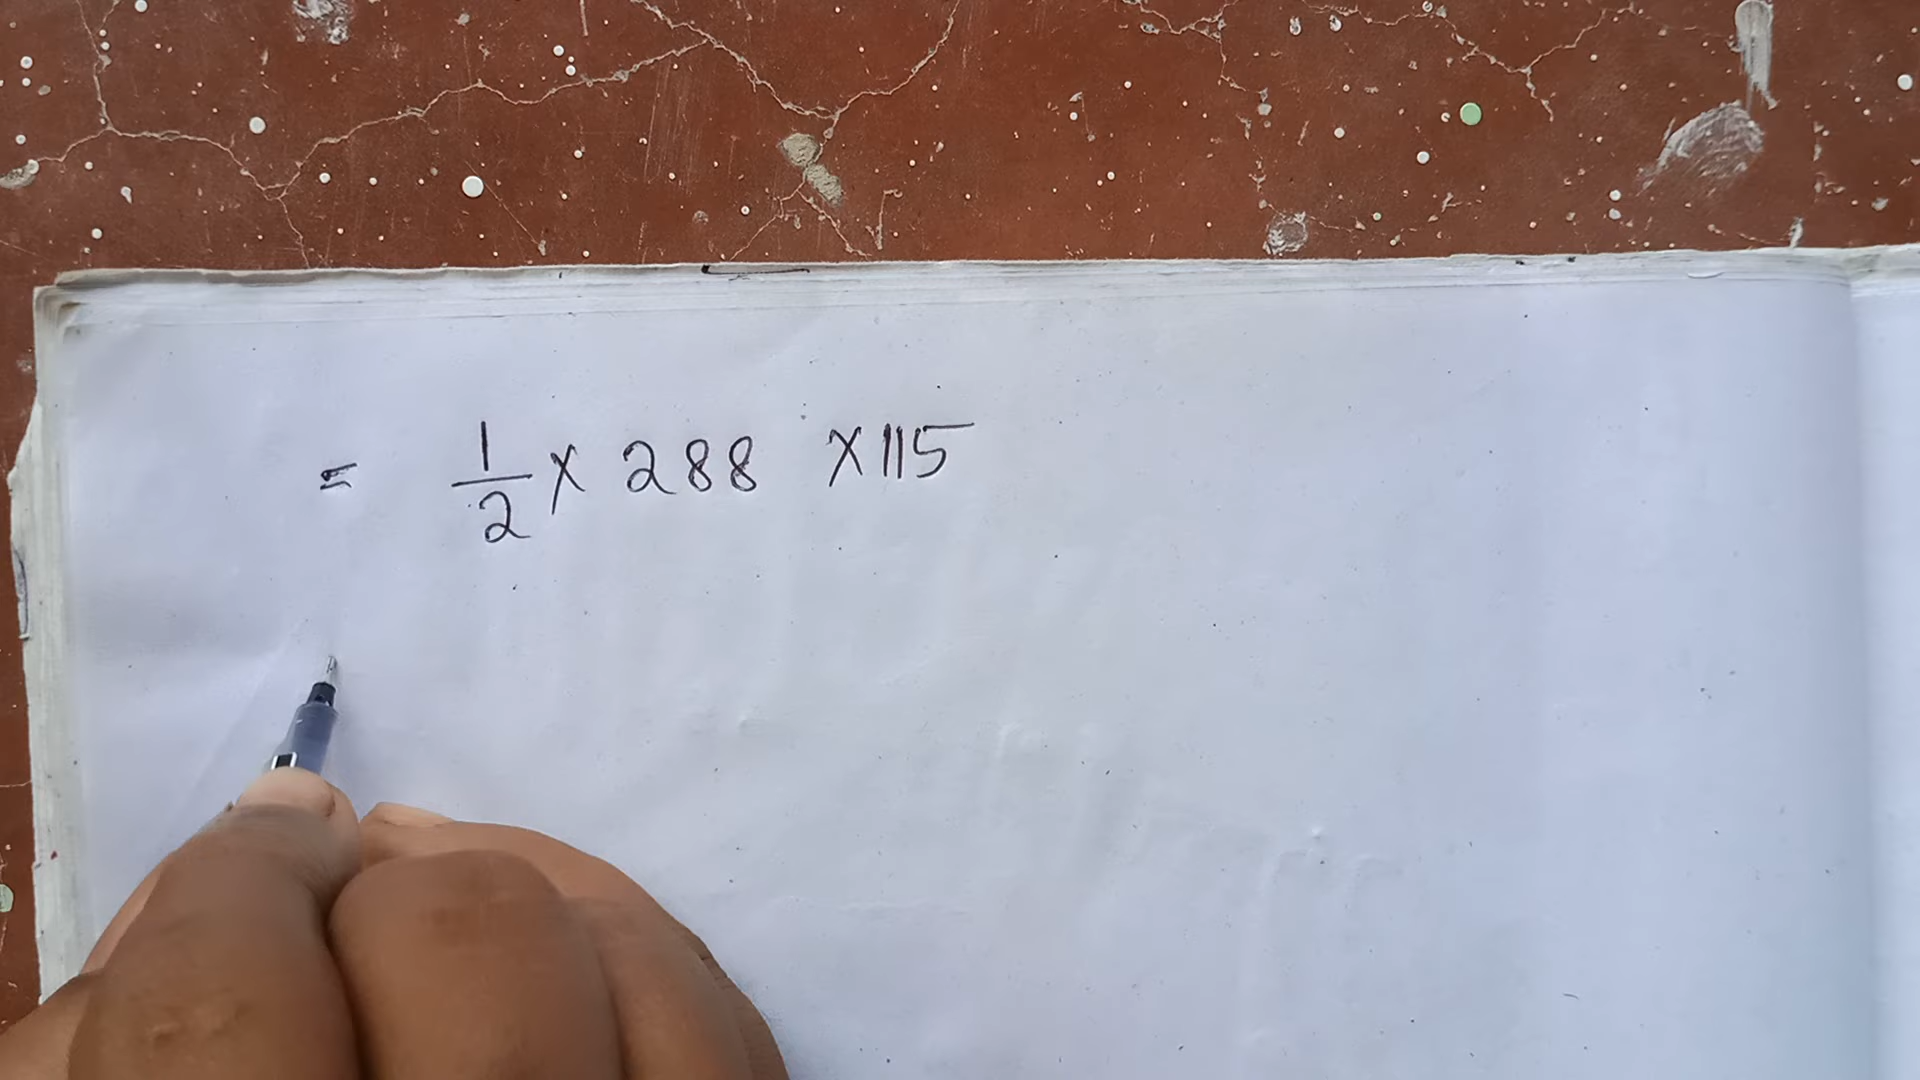 = 1/2 × 288 × 115